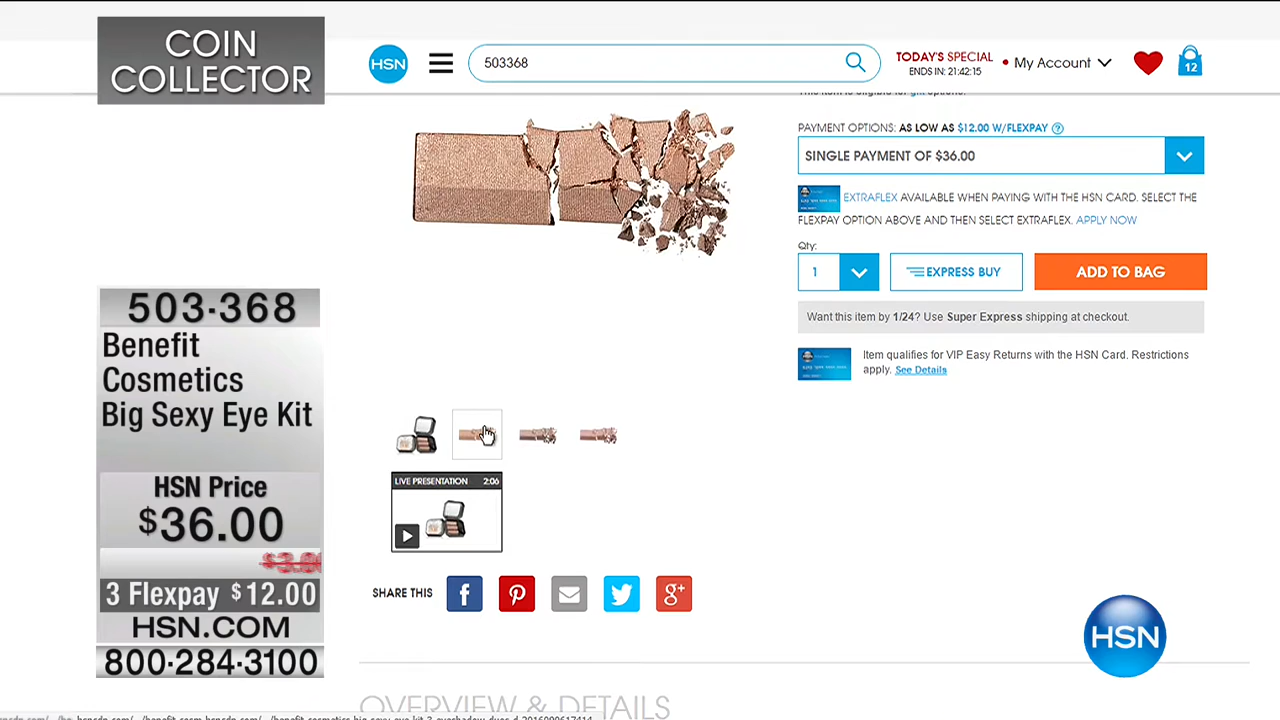 COIN
COLLECTOR
HSN
503368
TODAY'S SPECIAL
ENDS IN: 21:42:15
My Account
12
PAYMENT OPTIONS: AS LOW AS $12.00 W/FLEXPAY ?
SINGLE PAYMENT OF $36.00
EXTRAFLEX AVAILABLE WHEN PAYING WITH THE HSN CARD. SELECT THE
FLEXPAY OPTION ABOVE AND THEN SELECT EXTRAFLEX. APPLY NOW
Qty:
1
EXPRESS BUY
ADD TO BAG
Want this item by 1/24? Use Super Express shipping at checkout.
Item qualifies for VIP Easy Returns with the HSN Card. Restrictions
apply. See Details
503-368
Benefit
Cosmetics
Big Sexy Eye Kit
HSN Price
$36.00
3 Flexpay $12.00
HSN.COM
800-284-3100
LIVE PRESENTATION 2:06
SHARE THIS
HSN
OVERVIEW & DETAILS